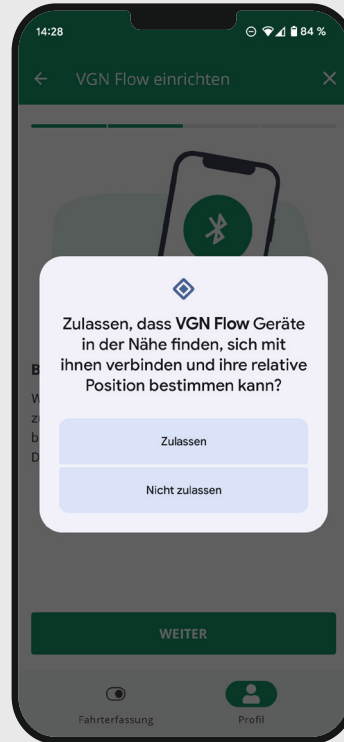 14:28
84 %
VGN Flow einrichten
Zulassen, dass VGN Flow Geräte
in der Nähe finden, sich mit
ihnen verbinden und ihre relative
Position bestimmen kann?
Zulassen
Nicht zulassen
WEITER
Fahrterfassung
Profil